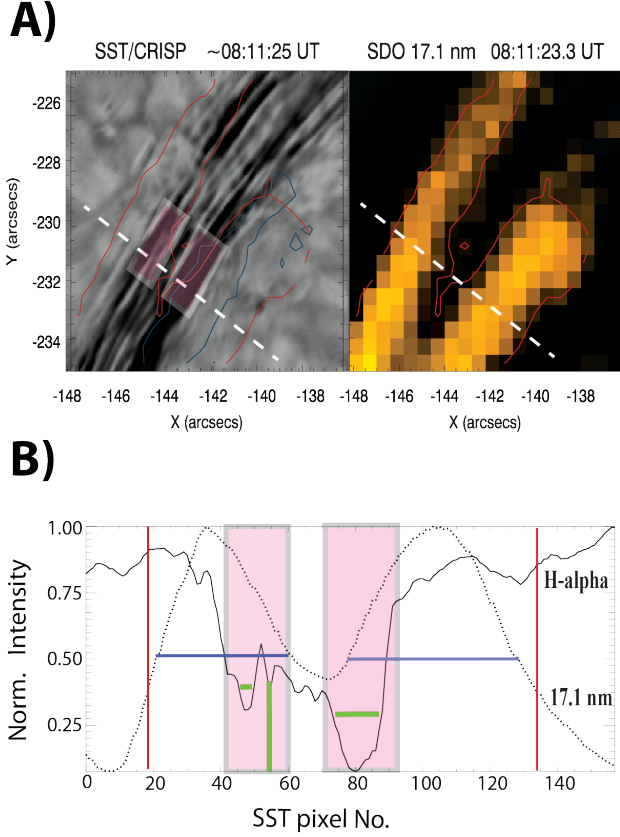 A)
SST/CRISP ~08:11:25 UT SDO 17.1 nm 08:11:23.3 UT
-226
-228
-230
-232
-234
Y (arcsecs)
-148 -146 -144 -142 -140 -138 -148 -146 -144 -142 -140 -138
X (arcsecs) X (arcsecs)
B)
1.00
0.75
0.50
0.25
Norm. Intensity
H-alpha
17.1 nm
0 20 40 60 80 100 120 140
SST pixel No.